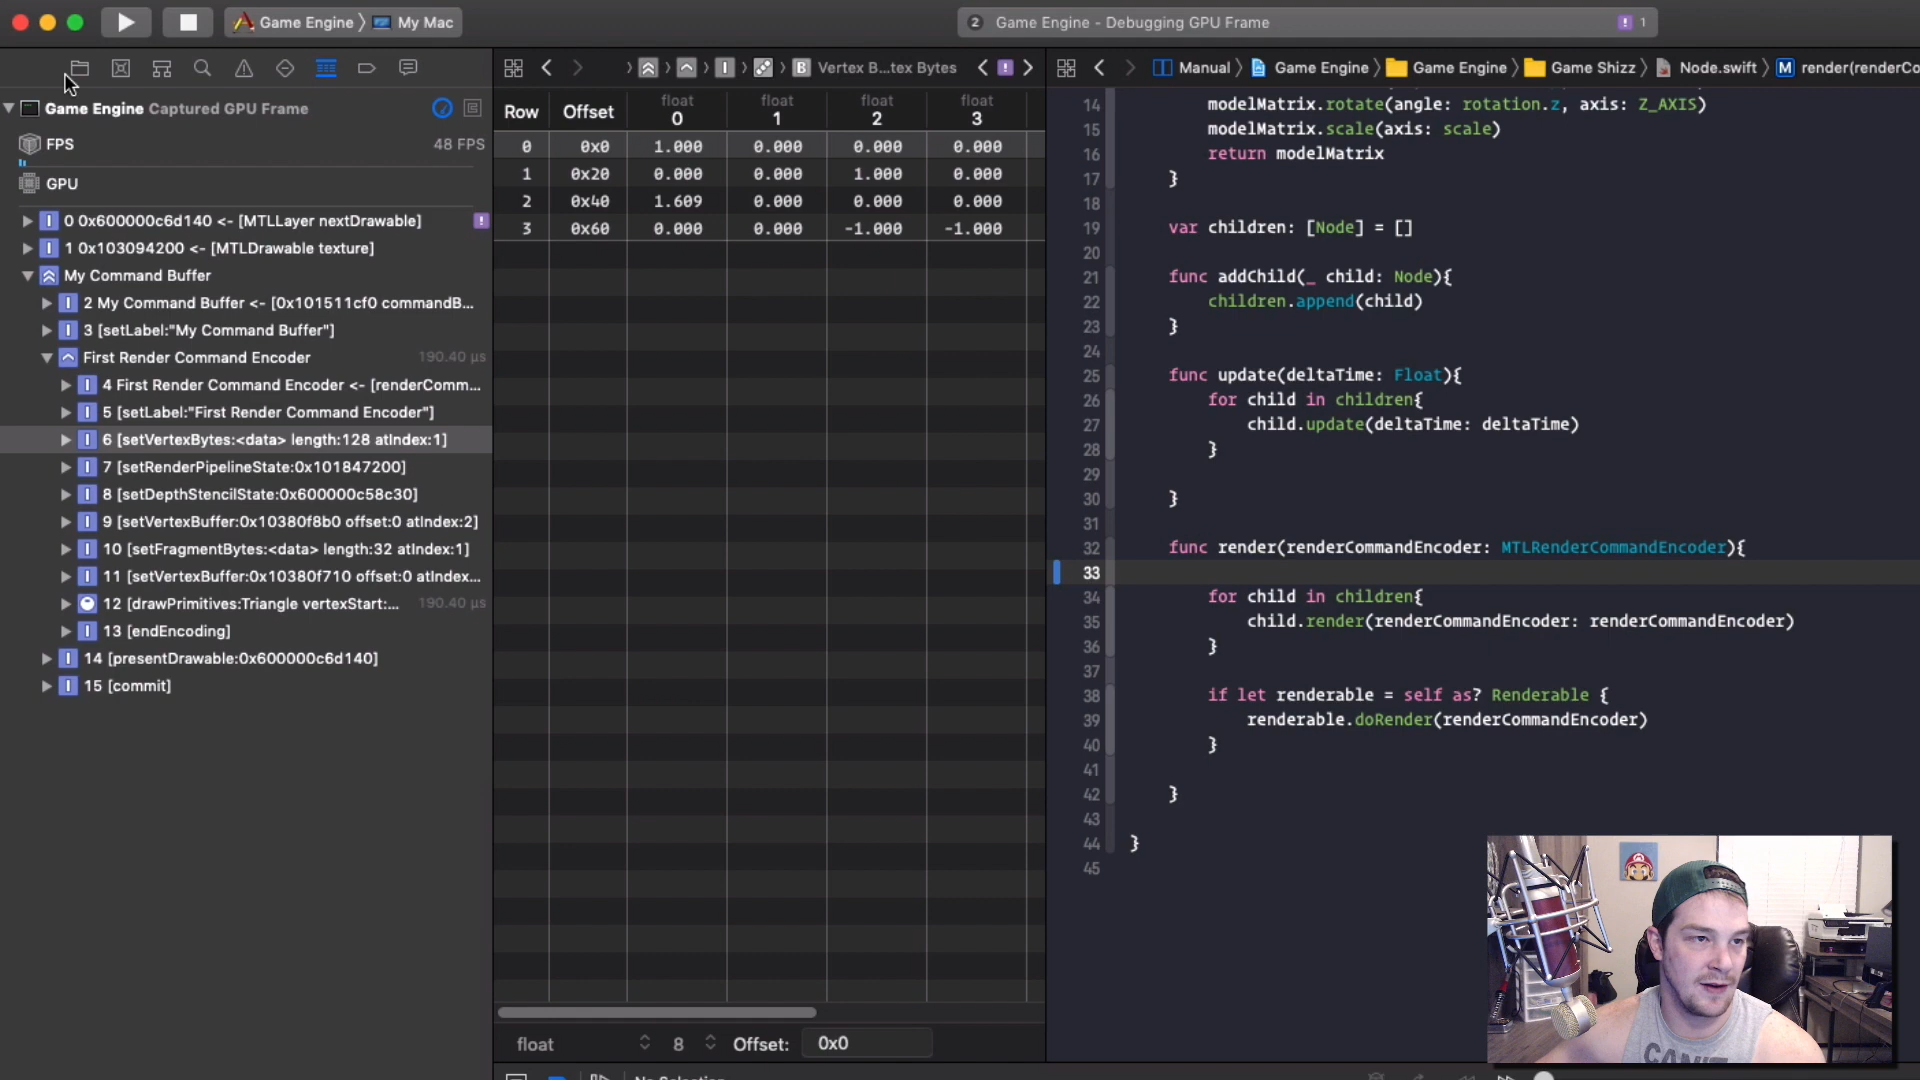 Game Engine 〉 My Mac
2 Game Engine - Debugging GPU Frame 1
Game Engine Captured GPU Frame
FPS 48 FPS
GPU
0 0x600000c6d140 <- [MTLLayer nextDrawable]
1 0x103094200 <- [MTLDrawable texture]
My Command Buffer
2 My Command Buffer <- [0x101511cf0 commandB...
3 [setLabel:"My Command Buffer"]
First Render Command Encoder 190.40 µs
4 First Render Command Encoder <- [renderComm...
5 [setLabel:"First Render Command Encoder"]
6 [setVertexBytes:<data> length:128 atIndex:1]
7 [setRenderPipelineState:0x101847200]
8 [setDepthStencilState:0x600000c58c30]
9 [setVertexBuffer:0x10380f8b0 offset:0 atIndex:2]
10 [setFragmentBytes:<data> length:32 atIndex:1]
11 [setVertexBuffer:0x10380f710 offset:0 atIndex...
12 [drawPrimitives:Triangle vertexStart:... 190.40 µs
13 [endEncoding]
14 [presentDrawable:0x600000c6d140]
15 [commit]
B Vertex B...tex Bytes
float float float float
Row Offset 0 1 2 3
0 0x0 1.000 0.000 0.000 0.000
1 0x20 0.000 0.000 1.000 0.000
2 0x40 1.609 0.000 0.000 0.000
3 0x60 0.000 0.000 -1.000 -1.000
float 8 Offset: 0x0
Manual 〉 Game Engine 〉 Game Engine 〉 Game Shizz 〉 Node.swift 〉 M render(renderCo
14 modelMatrix.rotate(angle: rotation.z, axis: Z_AXIS)
15 modelMatrix.scale(axis: scale)
16 return modelMatrix
17 }
18
19 var children: [Node] = []
20
21 func addChild(_ child: Node){
22 children.append(child)
23 }
24
25 func update(deltaTime: Float){
26 for child in children{
27 child.update(deltaTime: deltaTime)
28 }
29
30 }
31
32 func render(renderCommandEncoder: MTLRenderCommandEncoder){
33
34 for child in children{
35 child.render(renderCommandEncoder: renderCommandEncoder)
36 }
37
38 if let renderable = self as? Renderable {
39 renderable.doRender(renderCommandEncoder)
40 }
41
42 }
43
44 }
45